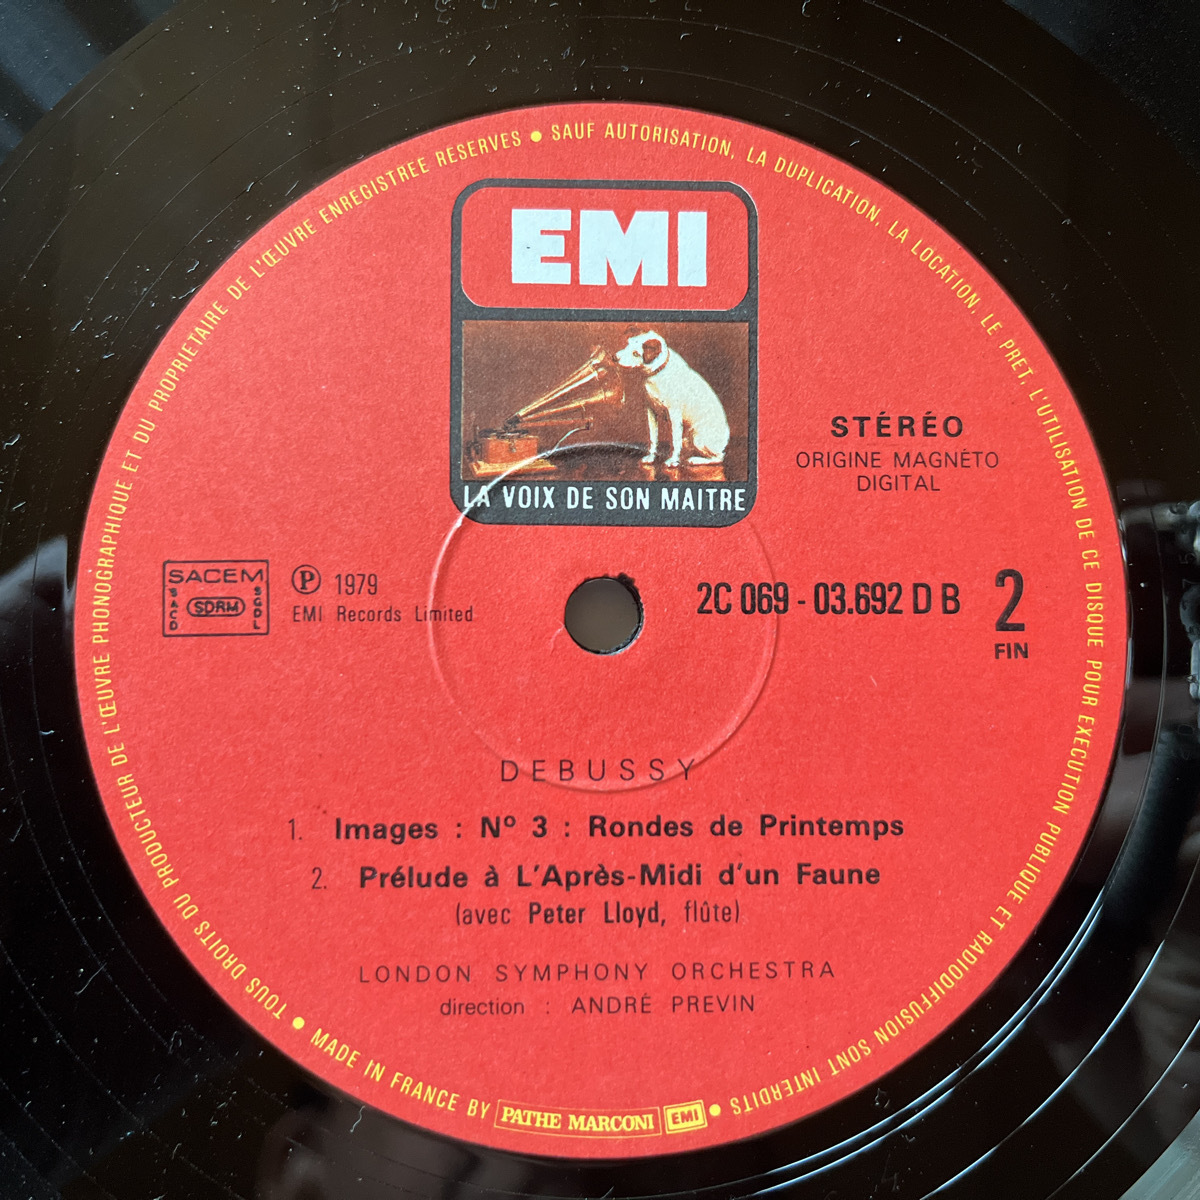 TOUS DROITS DU PRODUCTEUR DE L'ŒUVRE PHONOGRAPHIQUE ET DU PROPRIETAIRE DE L'ŒUVRE ENREGISTREE RESERVES • SAUF AUTORISATION, LA DUPLICATION, LA LOCATION, LE PRET, L'UTILISATION DE CE DISQUE POUR EXECUTION PUBLIQUE ET RADIODIFFUSION SONT INTERDITS •
EMI
LA VOIX DE SON MAITRE
STÉRÉO
ORIGINE MAGNÉTO
DIGITAL
SACEM
SACD
SDRM
SGDL
℗ 1979
EMI Records Limited
2C 069 - 03.692 D B
2
FIN
DEBUSSY
1. Images : Nº 3 : Rondes de Printemps
2. Prélude à L'Après-Midi d'un Faune
(avec Peter Lloyd, flûte)
LONDON SYMPHONY ORCHESTRA
direction : ANDRÉ PREVIN
• MADE IN FRANCE BY PATHE MARCONI EMI